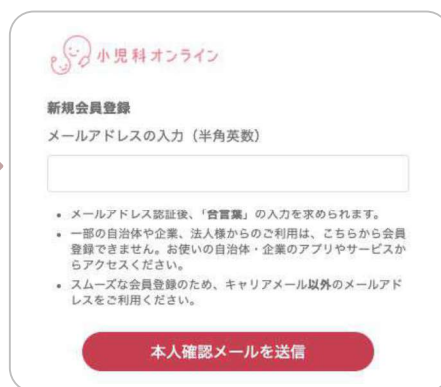 小児科オンライン
新規会員登録
メールアドレスの入力（半角英数）
• メールアドレス認証後、「合言葉」の入力を求められます。
• 一部の自治体や企業、法人様からのご利用は、こちらから会員
登録できません。お使いの自治体・企業のアプリやサービスか
らアクセスください。
• スムーズな会員登録のため、キャリアメール以外のメールアド
レスをご利用ください。
本人確認メールを送信